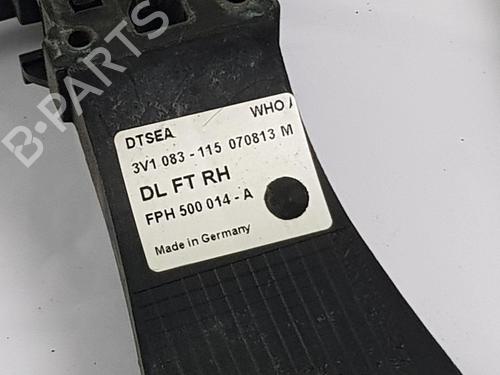 B-PARTS
DTSEA WHO
3V1 083 - 115 070813 M
DL FT RH
FPH 500 014 - A
Made in Germany